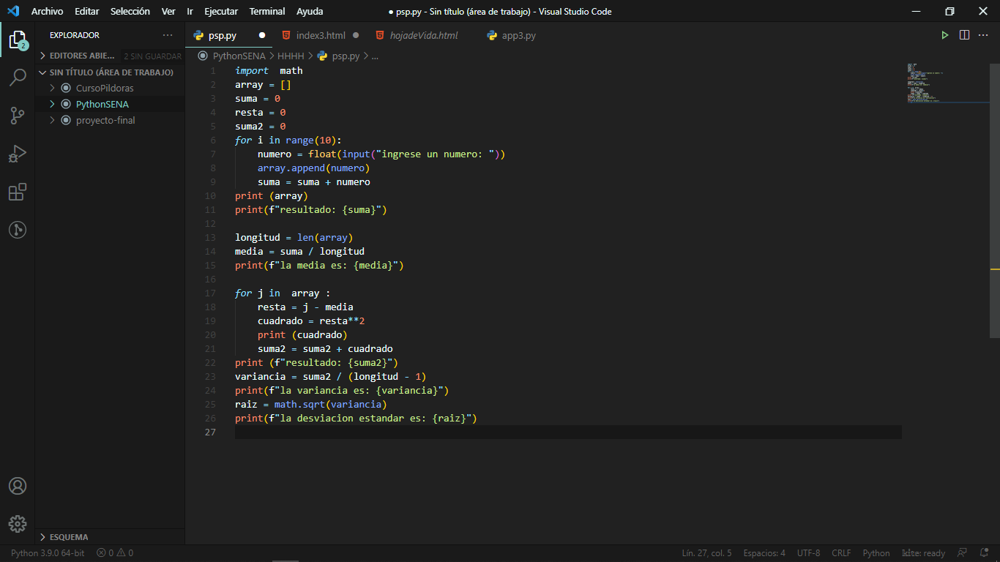 Archivo Editar Selección Ver Ir Ejecutar Terminal Ayuda ● psp.py - Sin título (área de trabajo) - Visual Studio Code
EXPLORADOR ···
2
EDITORES ABIE... 2 SIN GUARDAR
SIN TÍTULO (ÁREA DE TRABAJO)
CursoPildoras
PythonSENA
proyecto-final
ESQUEMA
psp.py ● index3.html ● hojadeVida.html app3.py
PythonSENA > HHHH > psp.py > ...
1 import  math
2 array = []
3 suma = 0
4 resta = 0
5 suma2 = 0
6 for i in range(10):
7     numero = float(input("ingrese un numero: "))
8     array.append(numero)
9     suma = suma + numero
10 print (array)
11 print(f"resultado: {suma}")
12
13 longitud = len(array)
14 media = suma / longitud
15 print(f"la media es: {media}")
16
17 for j in  array :
18     resta = j - media
19     cuadrado = resta**2
20     print (cuadrado)
21     suma2 = suma2 + cuadrado
22 print (f"resultado: {suma2}")
23 variancia = suma2 / (longitud - 1)
24 print(f"la variancia es: {variancia}")
25 raiz = math.sqrt(variancia)
26 print(f"la desviacion estandar es: {raiz}")
27
Python 3.9.0 64-bit 0 0 Lín. 27, col. 5 Espacios: 4 UTF-8 CRLF Python kite: ready